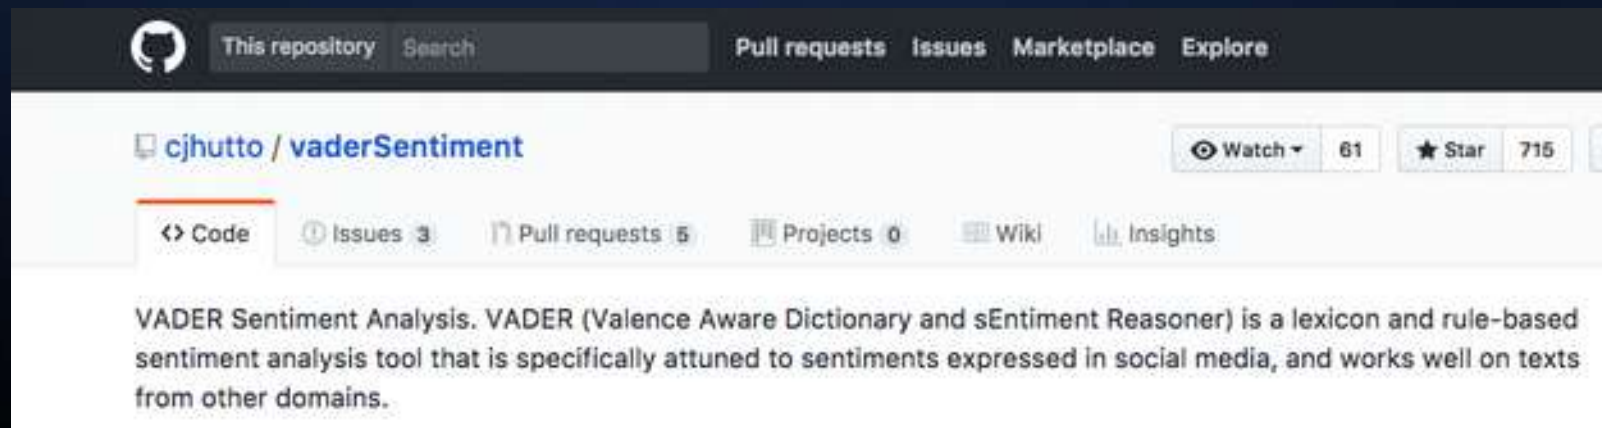 This repository Search Pull requests Issues Marketplace Explore
cjhutto / vaderSentiment Watch 61 Star 715
<> Code Issues 3 Pull requests 5 Projects 0 Wiki Insights
VADER Sentiment Analysis. VADER (Valence Aware Dictionary and sEntiment Reasoner) is a lexicon and rule-based
sentiment analysis tool that is specifically attuned to sentiments expressed in social media, and works well on texts
from other domains.